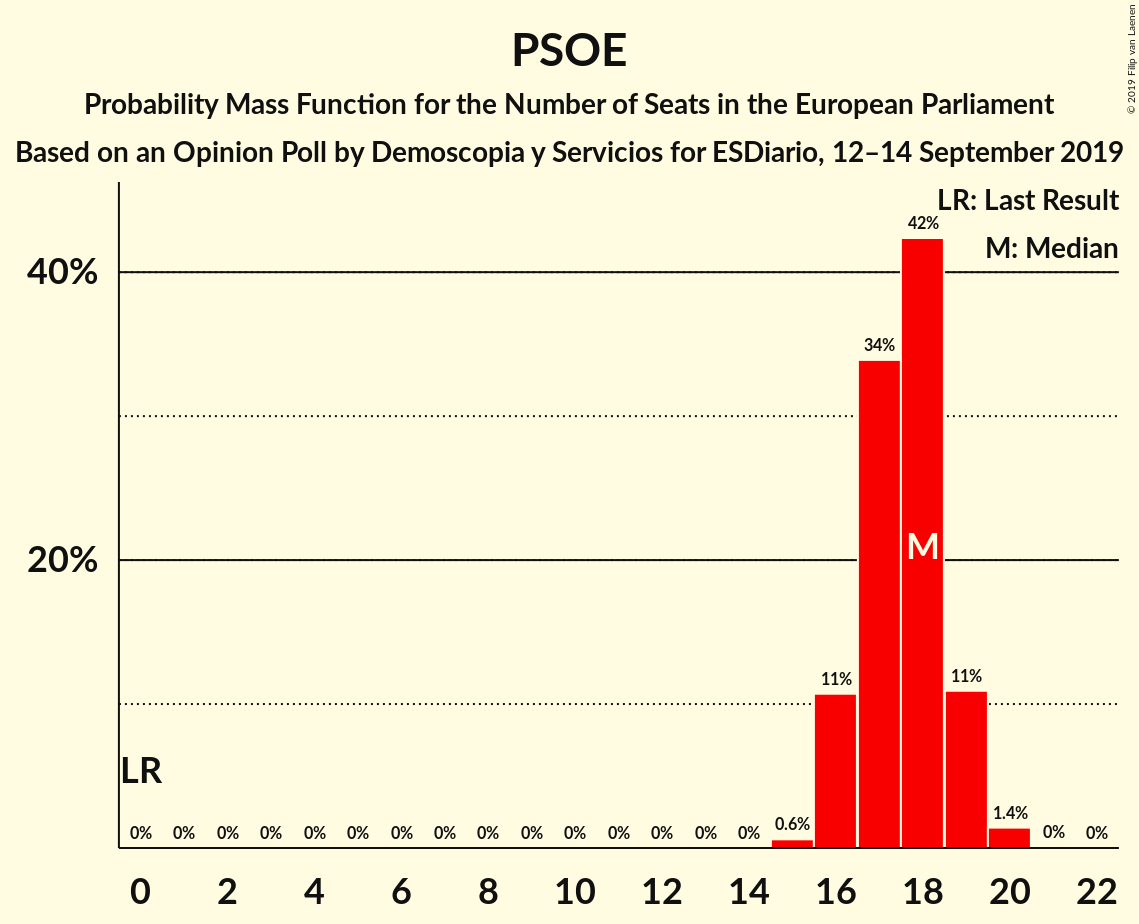 PSOE
Probability Mass Function for the Number of Seats in the European Parliament
Based on an Opinion Poll by Demoscopia y Servicios for ESDiario, 12–14 September 2019
© 2019 Filip van Laenen
LR: Last Result
M: Median
42%
40%
34%
M
20%
11% 11%
LR
0% 0% 0% 0% 0% 0% 0% 0% 0% 0% 0% 0% 0% 0% 0% 0.6% 1.4% 0% 0%
0 2 4 6 8 10 12 14 16 18 20 22